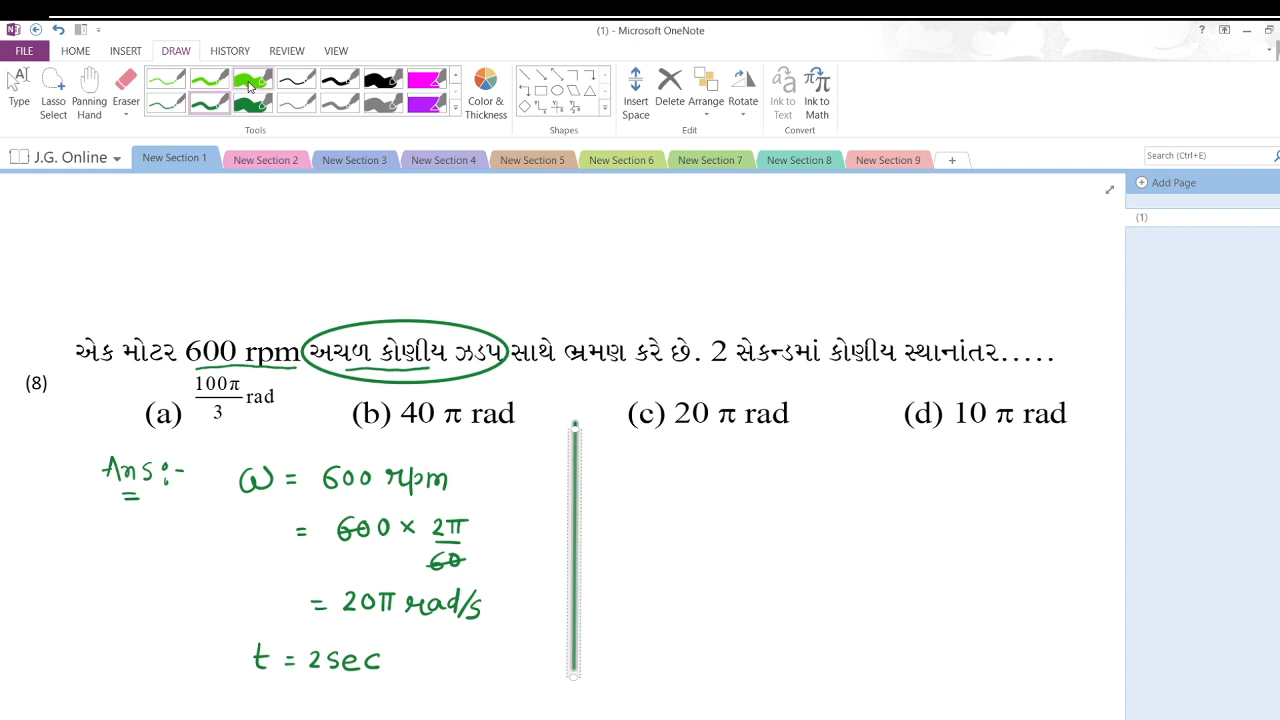 (1) - Microsoft OneNote
FILE HOME INSERT DRAW HISTORY REVIEW VIEW
Type Lasso Select Panning Hand Eraser Color & Thickness Insert Space Delete Arrange Rotate Ink to Text Ink to Math
Tools Shapes Edit Convert
J.G. Online New Section 1 New Section 2 New Section 3 New Section 4 New Section 5 New Section 6 New Section 7 New Section 8 New Section 9 Search (Ctrl+E)
Add Page
(1)
એક મોટર 600 rpm અચળ કોણીય ઝડપ સાથે ભ્રમણ કરે છે. 2 સેકન્ડમાં કોણીય સ્થાનાંતર.....
(8)
(a) 100π/3 rad (b) 40 π rad (c) 20 π rad (d) 10 π rad
Ans:- ω = 600 rpm
= 600 × 2π/60
= 20π rad/s
t = 2sec